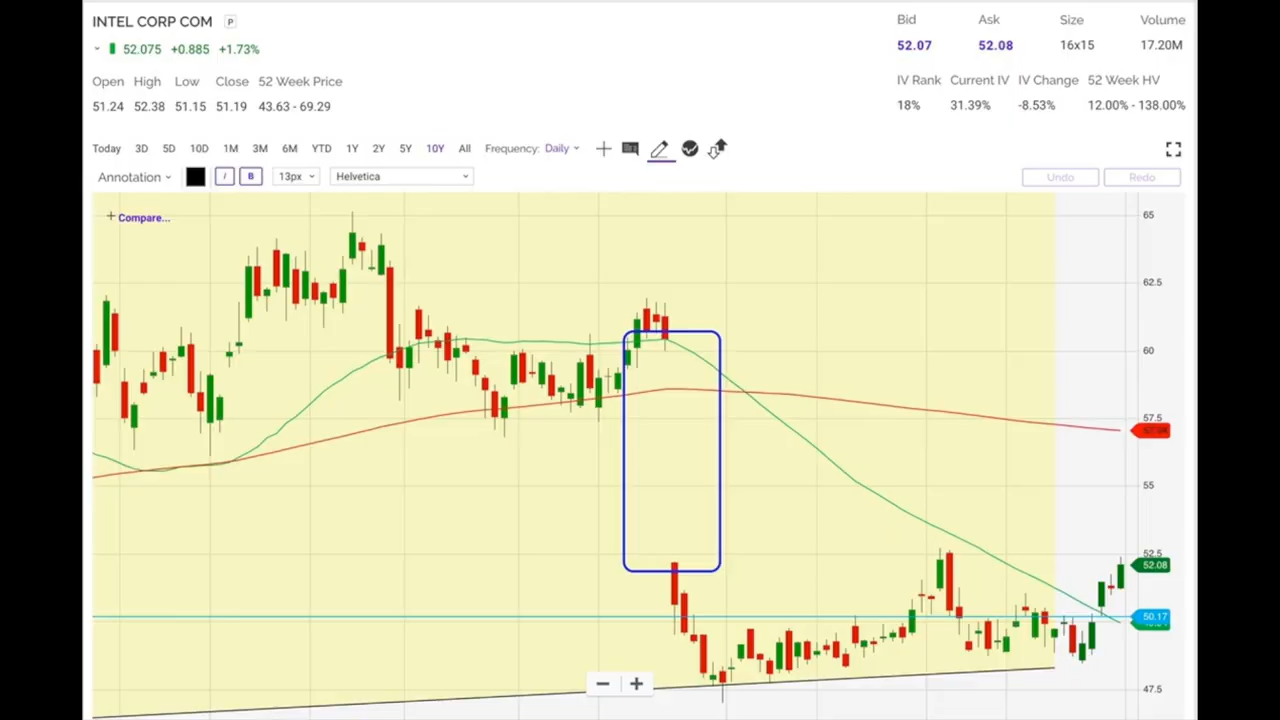 INTEL CORP COM P
52.075 +0.885 +1.73%
Open High Low Close 52 Week Price
51.24 52.38 51.15 51.19 43.63 - 69.29
Bid Ask Size Volume
52.07 52.08 16x15 17.20M
IV Rank Current IV IV Change 52 Week HV
18% 31.39% -8.53% 12.00% - 138.00%
Today 3D 5D 10D 1M 3M 6M YTD 1Y 2Y 5Y 10Y All Frequency: Daily
Annotation I B 13px Helvetica Undo Redo
+ Compare...
65
62.5
60
57.5
55
52.5
52.08
50.17
47.5